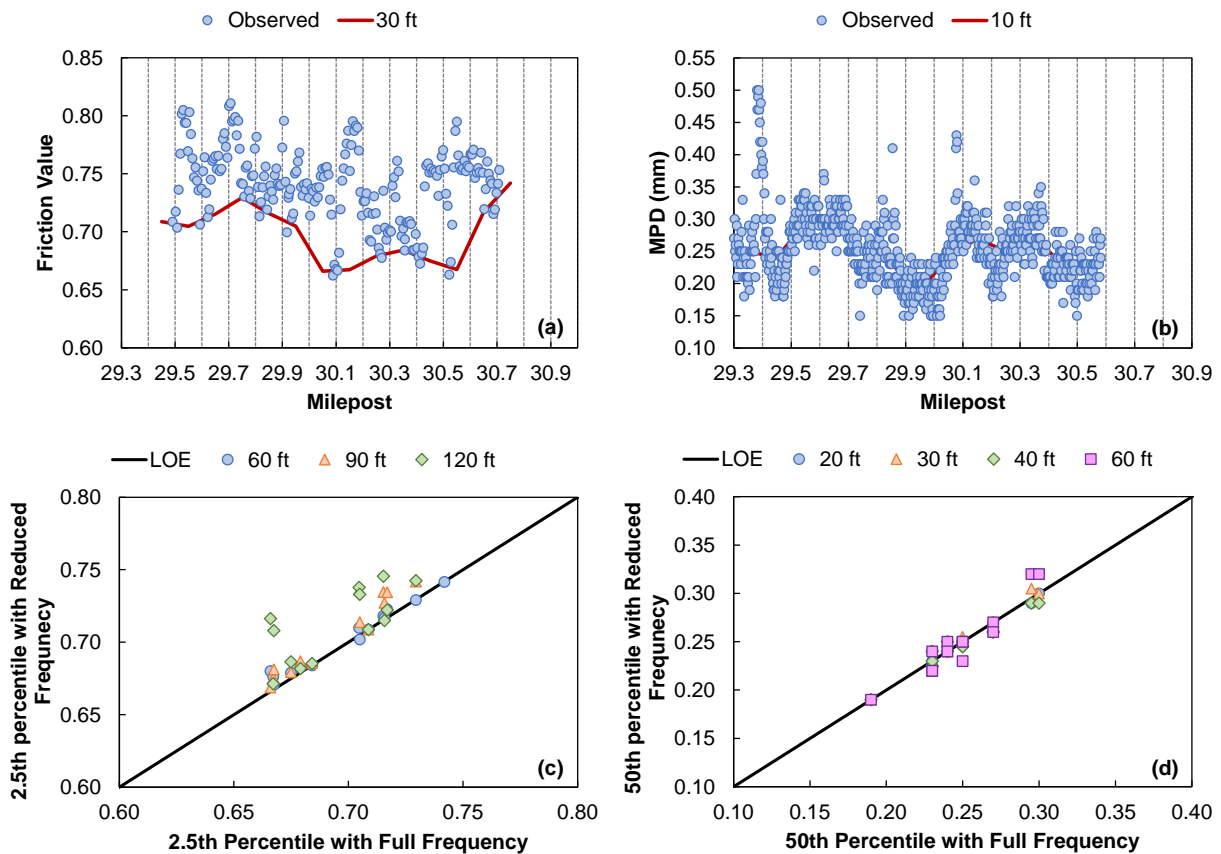 Observed 30 ft
0.85
0.80
0.75
0.70
0.65
0.60
Friction Value
(a)
29.3 29.5 29.7 29.9 30.1 30.3 30.5 30.7 30.9
Milepost
Observed 10 ft
0.55
0.50
0.45
0.40
0.35
0.30
0.25
0.20
0.15
0.10
MPD (mm)
(b)
29.3 29.5 29.7 29.9 30.1 30.3 30.5 30.7 30.9
Milepost
LOE 60 ft 90 ft 120 ft
0.80
0.75
0.70
0.65
0.60
2.5th percentile with Reduced
Frequnecy
(c)
0.60 0.65 0.70 0.75 0.80
2.5th Percentile with Full Frequency
LOE 20 ft 30 ft 40 ft 60 ft
0.40
0.35
0.30
0.25
0.20
0.15
0.10
50th percentile with Reduced
Frequnecy
(d)
0.10 0.15 0.20 0.25 0.30 0.35 0.40
50th Percentile with Full Frequency